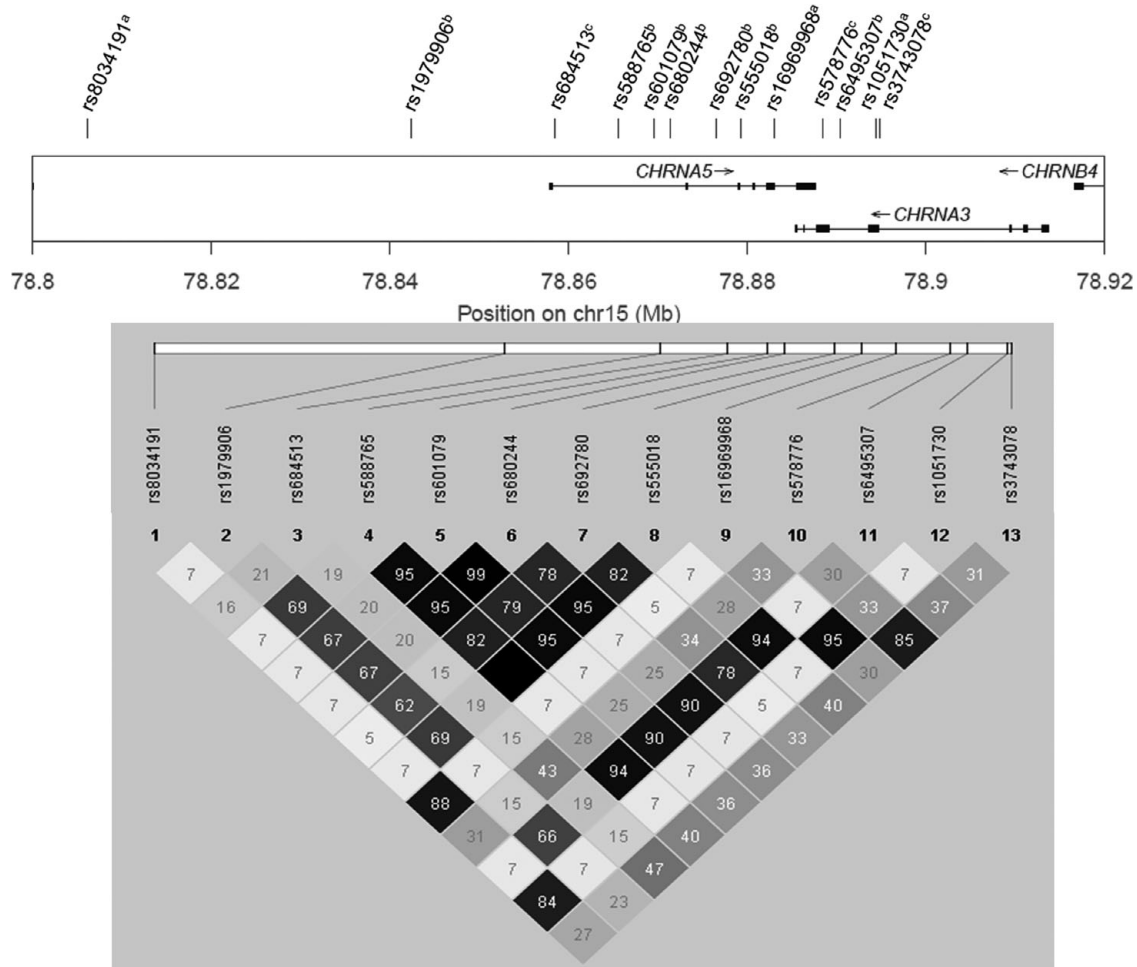 rs8034191ᵃ
rs1979906ᵇ
rs684513ᶜ
rs588765ᵇ
rs601079ᵇ
rs680244ᵇ
rs692780ᵇ
rs555018ᵇ
rs16969968ᵃ
rs578776ᶜ
rs6495307ᵇ
rs1051730ᵃ
rs3743078ᶜ
CHRNA5→ ←CHRNB4
←CHRNA3
78.8 78.82 78.84 78.86 78.88 78.9 78.92
Position on chr15 (Mb)
rs8034191
rs1979906
rs684513
rs588765
rs601079
rs680244
rs692780
rs555018
rs16969968
rs578776
rs6495307
rs1051730
rs3743078
1 2 3 4 5 6 7 8 9 10 11 12 13
7 21 19 95 99 78 82 7 33 30 7 31
16 69 20 95 79 95 5 28 7 33 37
7 67 20 82 95 7 34 94 95 85
7 67 15 7 25 78 7 30
7 62 19 7 25 90 5 40
5 69 15 28 90 7 33
7 7 43 94 7 36
88 15 19 7 36
31 66 15 40
7 7 47
84 23
27